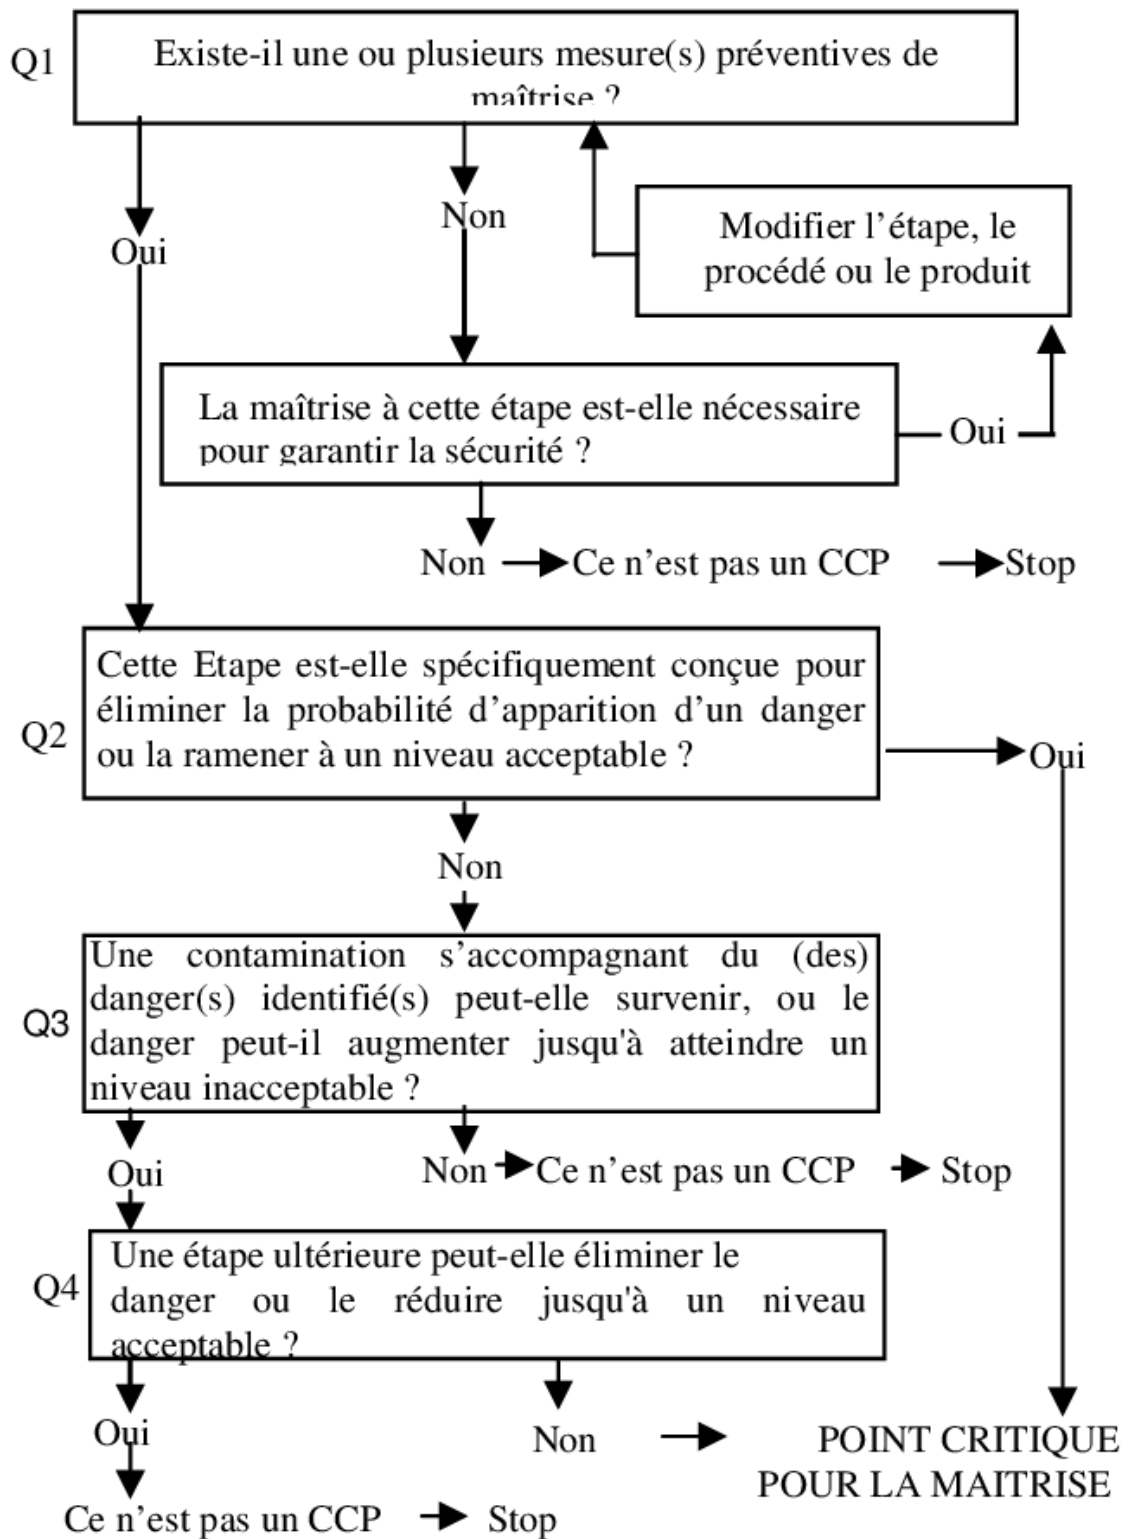 Q1
Existe-il une ou plusieurs mesure(s) préventives de
maîtrise ?
Oui
Non
Modifier l’étape, le
procédé ou le produit
La maîtrise à cette étape est-elle nécessaire
pour garantir la sécurité ?
Oui
Non
Ce n’est pas un CCP
Stop
Q2
Cette Etape est-elle spécifiquement conçue pour
éliminer la probabilité d’apparition d’un danger
ou la ramener à un niveau acceptable ?
Oui
Non
Q3
Une contamination s’accompagnant du (des)
danger(s) identifié(s) peut-elle survenir, ou le
danger peut-il augmenter jusqu'à atteindre un
niveau inacceptable ?
Oui
Non
Ce n’est pas un CCP
Stop
Q4
Une étape ultérieure peut-elle éliminer le
danger ou le réduire jusqu'à un niveau
acceptable ?
Oui
Non
POINT CRITIQUE
POUR LA MAITRISE
Ce n’est pas un CCP
Stop